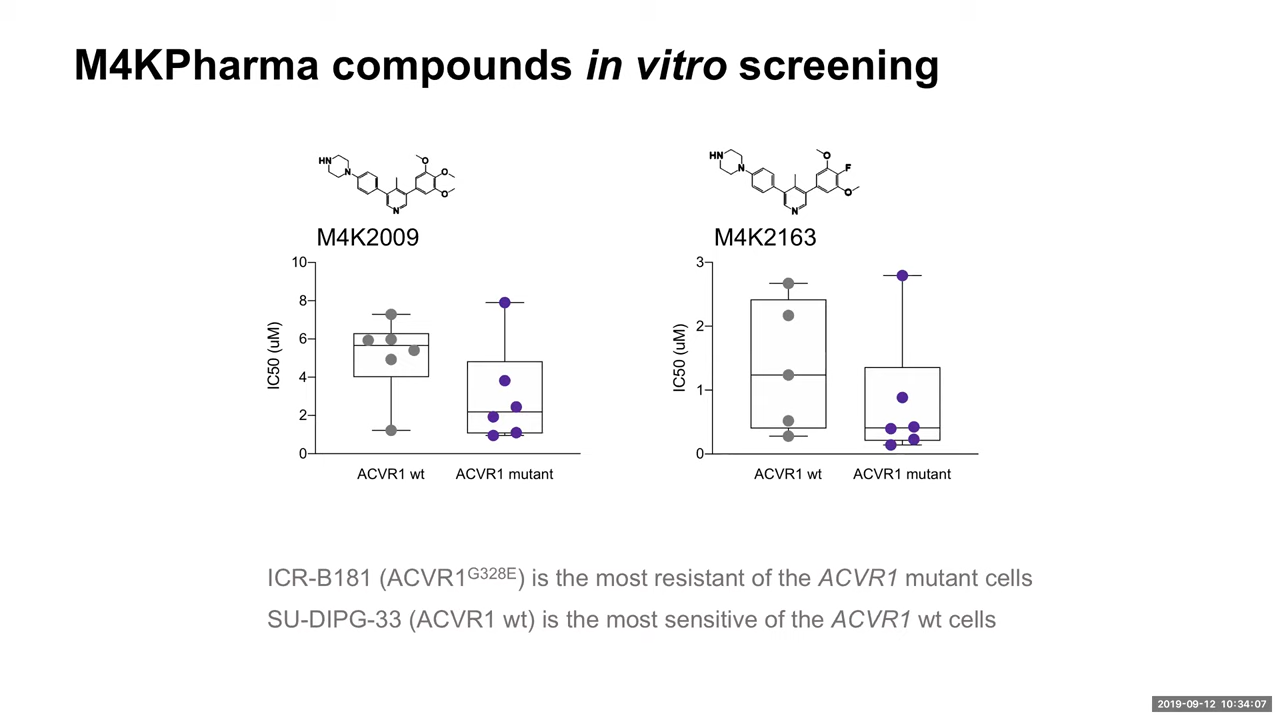 M4KPharma compounds in vitro screening
HN
N
N
O
O
O
HN
N
N
O
F
O
M4K2009
M4K2163
IC50 (uM)
10
8
6
4
2
0
ACVR1 wt
ACVR1 mutant
IC50 (uM)
3
2
1
0
ACVR1 wt
ACVR1 mutant
ICR-B181 (ACVR1G328E) is the most resistant of the ACVR1 mutant cells
SU-DIPG-33 (ACVR1 wt) is the most sensitive of the ACVR1 wt cells
2019-09-12 10:34:07